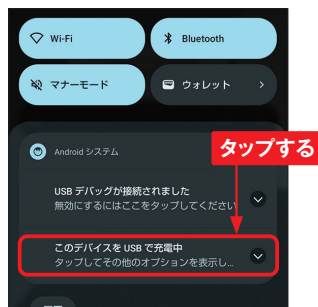 Wi-Fi
Bluetooth
マナーモード
ウォレット
Android システム
タップする
USB デバッグが接続されました
無効にするにはここをタップしてください
このデバイスを USB で充電中
タップしてその他のオプションを表示し...